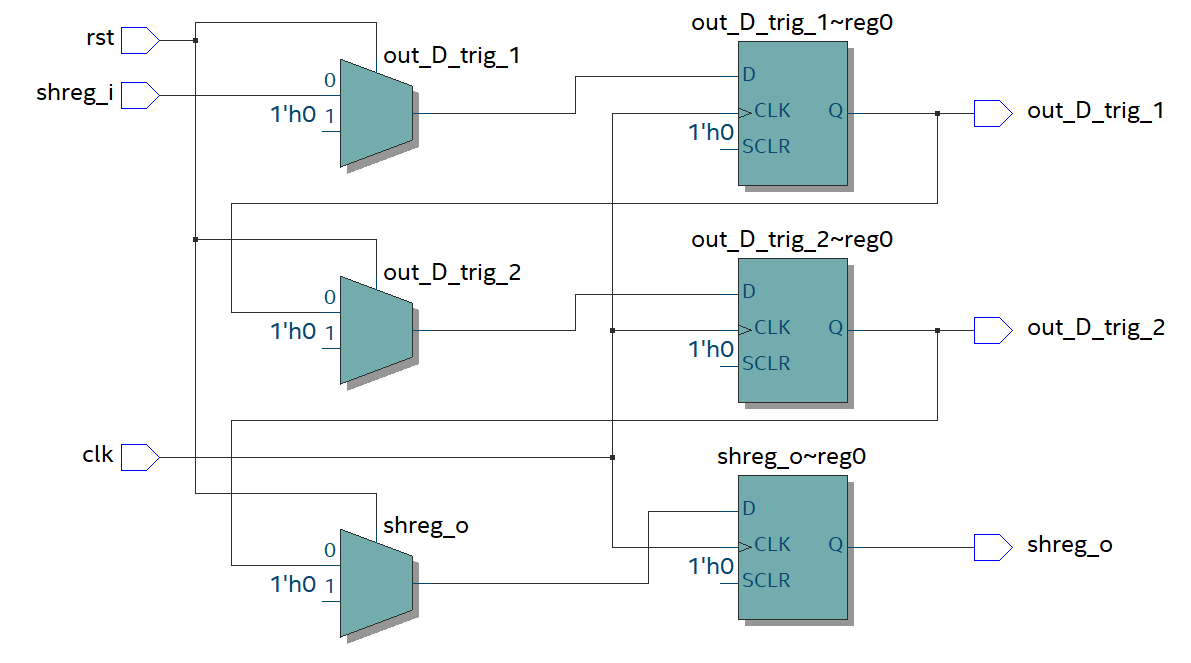 out_D_trig_1~reg0
rst
out_D_trig_1
shreg_i
0
1'h0 1
D
CLK Q
1'h0
SCLR
out_D_trig_1
out_D_trig_2~reg0
out_D_trig_2
0
1'h0 1
D
CLK Q
1'h0
SCLR
out_D_trig_2
clk
shreg_o~reg0
shreg_o
0
1'h0 1
D
CLK Q
1'h0
SCLR
shreg_o